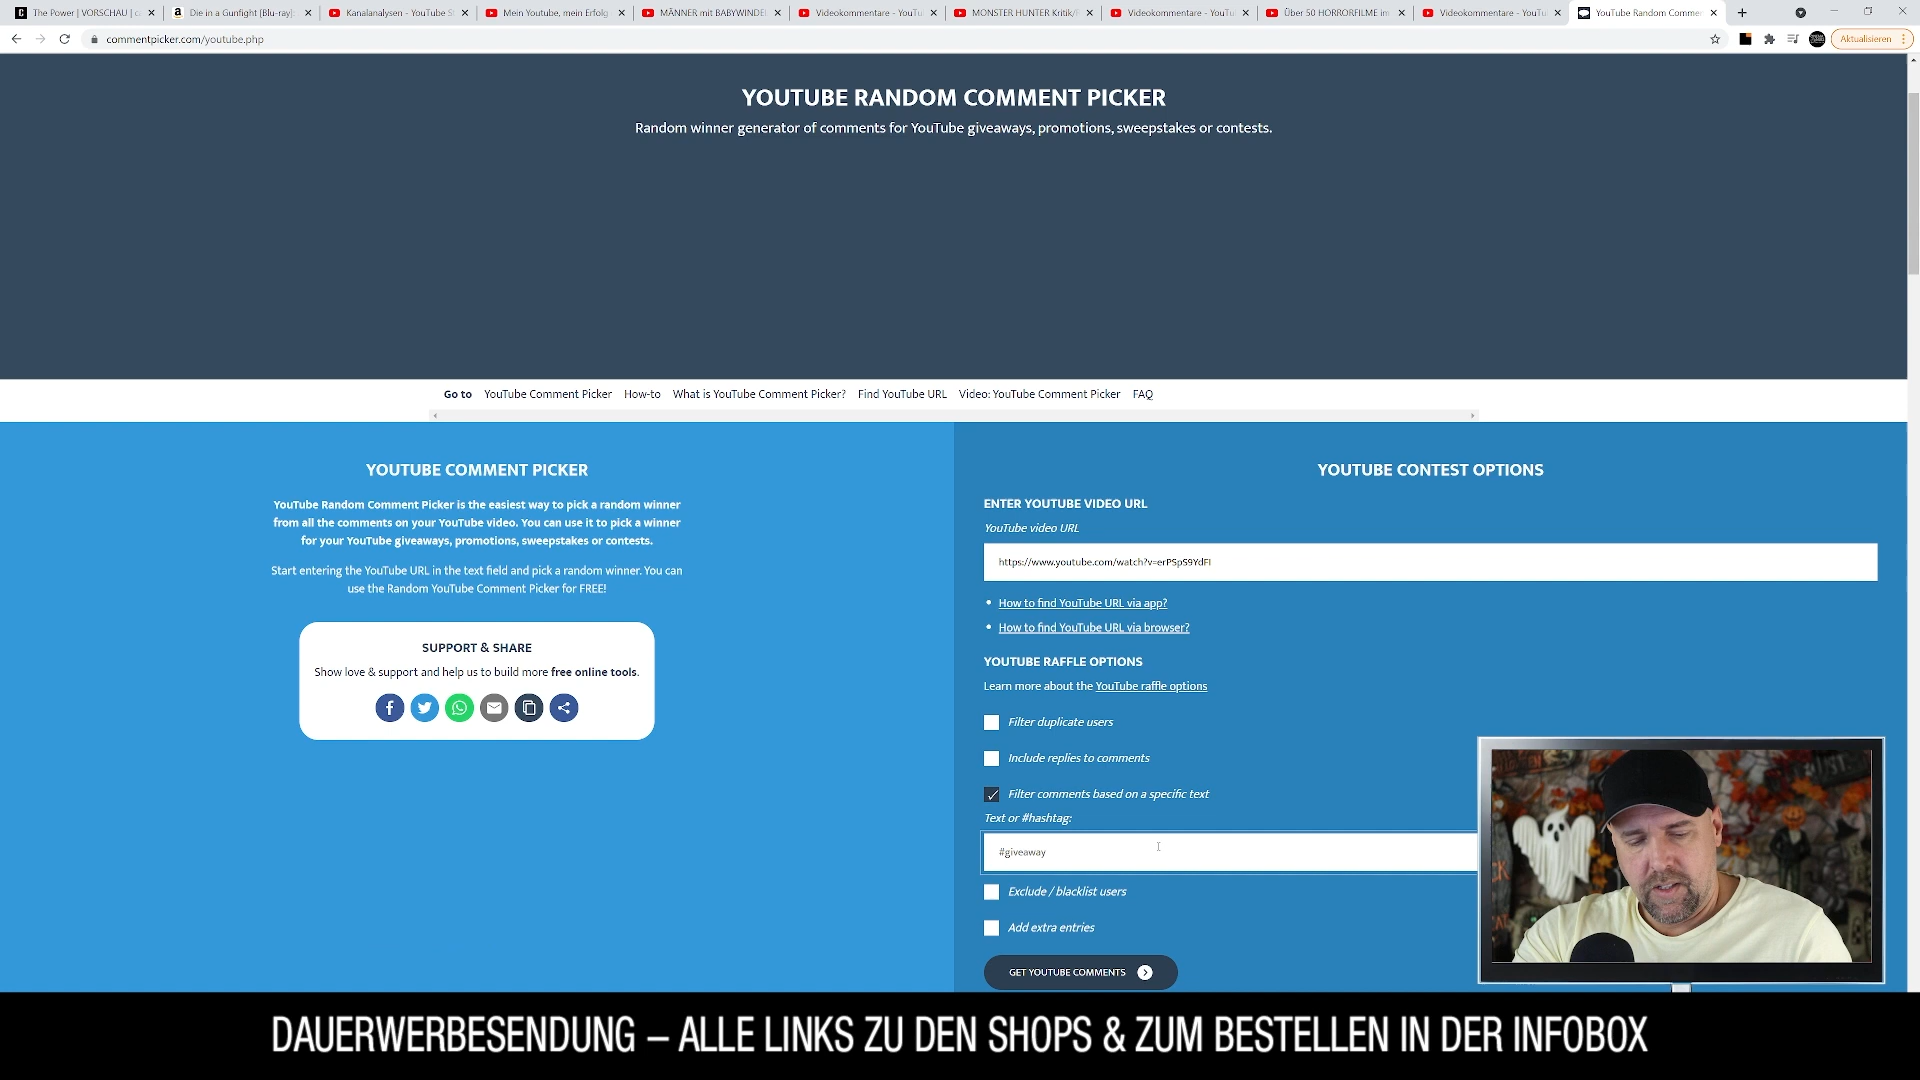 The Power | VORSCHAU | c
Die in a Gunfight [Blu-ray]:
Kanalanalysen - YouTube S
Mein Youtube, mein Erfolg
MÄNNER mit BABYWINDE
Videokommentare - YouTu
MONSTER HUNTER Kritik/
Videokommentare - YouTu
Über 50 HORRORFILME im
Videokommentare - YouTu
YouTube Random Commen
commentpicker.com/youtube.php
Aktualisieren
YOUTUBE RANDOM COMMENT PICKER
Random winner generator of comments for YouTube giveaways, promotions, sweepstakes or contests.
Go to YouTube Comment Picker How-to What is YouTube Comment Picker? Find YouTube URL Video: YouTube Comment Picker FAQ
YOUTUBE COMMENT PICKER
YouTube Random Comment Picker is the easiest way to pick a random winner
from all the comments on your YouTube video. You can use it to pick a winner
for your YouTube giveaways, promotions, sweepstakes or contests.
Start entering the YouTube URL in the text field and pick a random winner. You can
use the Random YouTube Comment Picker for FREE!
SUPPORT & SHARE
Show love & support and help us to build more free online tools.
YOUTUBE CONTEST OPTIONS
ENTER YOUTUBE VIDEO URL
YouTube video URL
https://www.youtube.com/watch?v=erPSpS9YdFI
How to find YouTube URL via app?
How to find YouTube URL via browser?
YOUTUBE RAFFLE OPTIONS
Learn more about the YouTube raffle options
Filter duplicate users
Include replies to comments
Filter comments based on a specific text
Text or #hashtag:
#giveaway
Exclude / blacklist users
Add extra entries
GET YOUTUBE COMMENTS
DAUERWERBESENDUNG – ALLE LINKS ZU DEN SHOPS & ZUM BESTELLEN IN DER INFOBOX